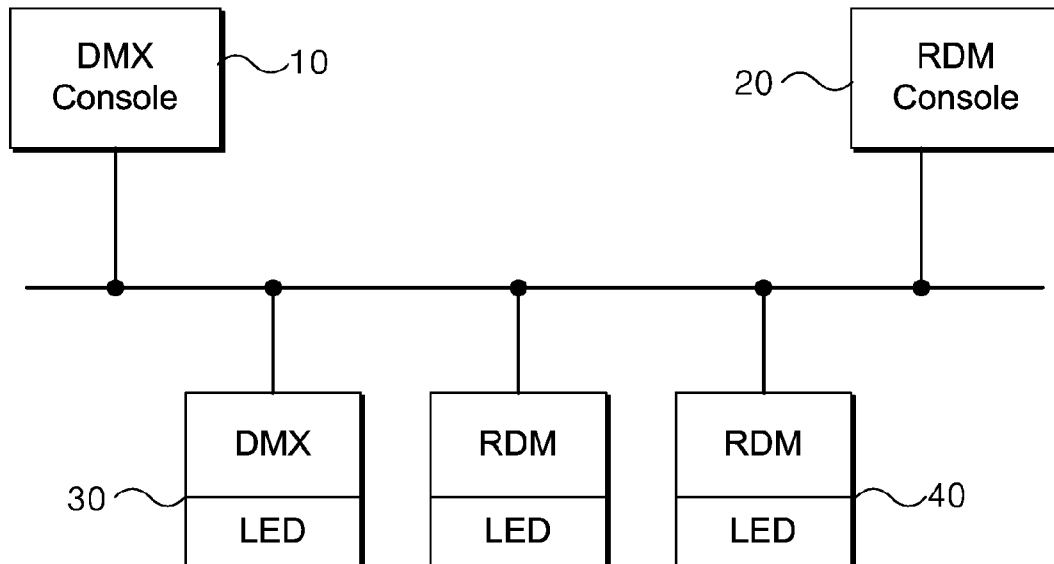 DMX
Console
10
20
RDM
Console
DMX
RDM
RDM
30
40
LED
LED
LED